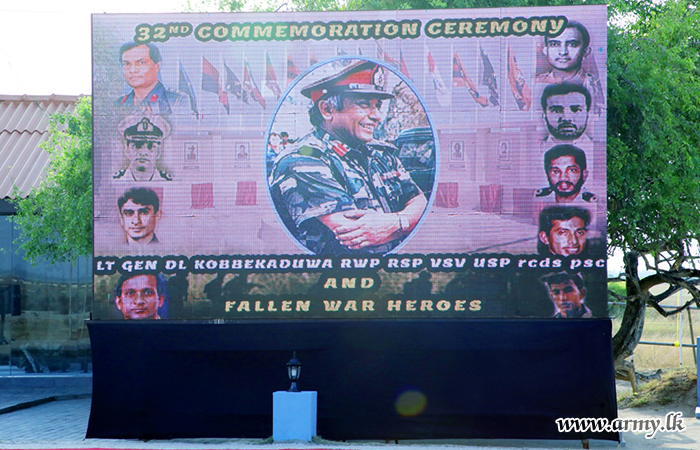 32ND COMMEMORATION CEREMONY
LT GEN DL KOBBEKADUWA RWP RSP VSV USP rcds psc
AND
FALLEN WAR HEROES
www.army.lk